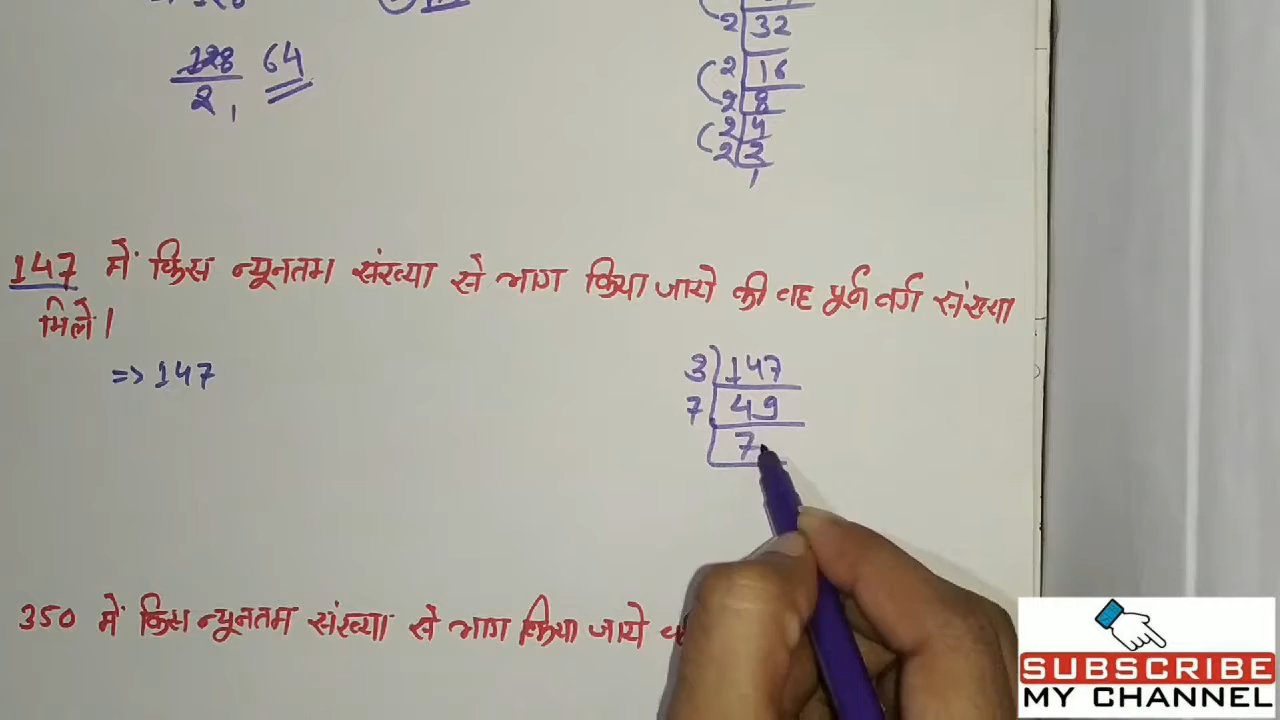 128 64
2 1
2 32
2 16
2 8
2 4
2 2
1
147 में किस न्यूनतम संख्या से भाग किया जाये की वह पूर्न वर्ग संख्या
मिले।
=> 147
3 147
7 49
7
350 में किस न्यूनतम संख्या से भाग किया जाये
SUBSCRIBE
MY CHANNEL